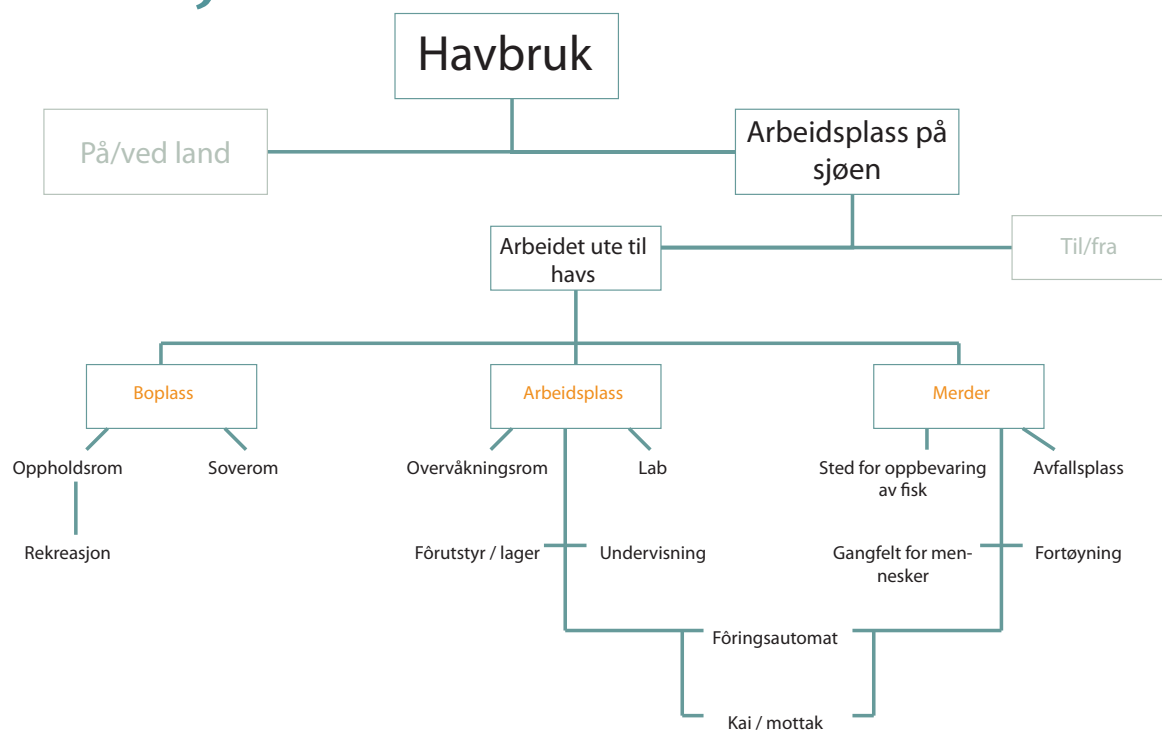 Havbruk
På/ved land
Arbeidsplass på
sjøen
Arbeidet ute til
havs
Til/fra
Boplass
Arbeidsplass
Merder
Oppholdsrom
Soverom
Overvåkningsrom
Lab
Sted for oppbevaring
av fisk
Avfallsplass
Rekreasjon
Fôrutstyr / lager
Undervisning
Gangfelt for men-
nesker
Fortøyning
Fôringsautomat
Kai / mottak